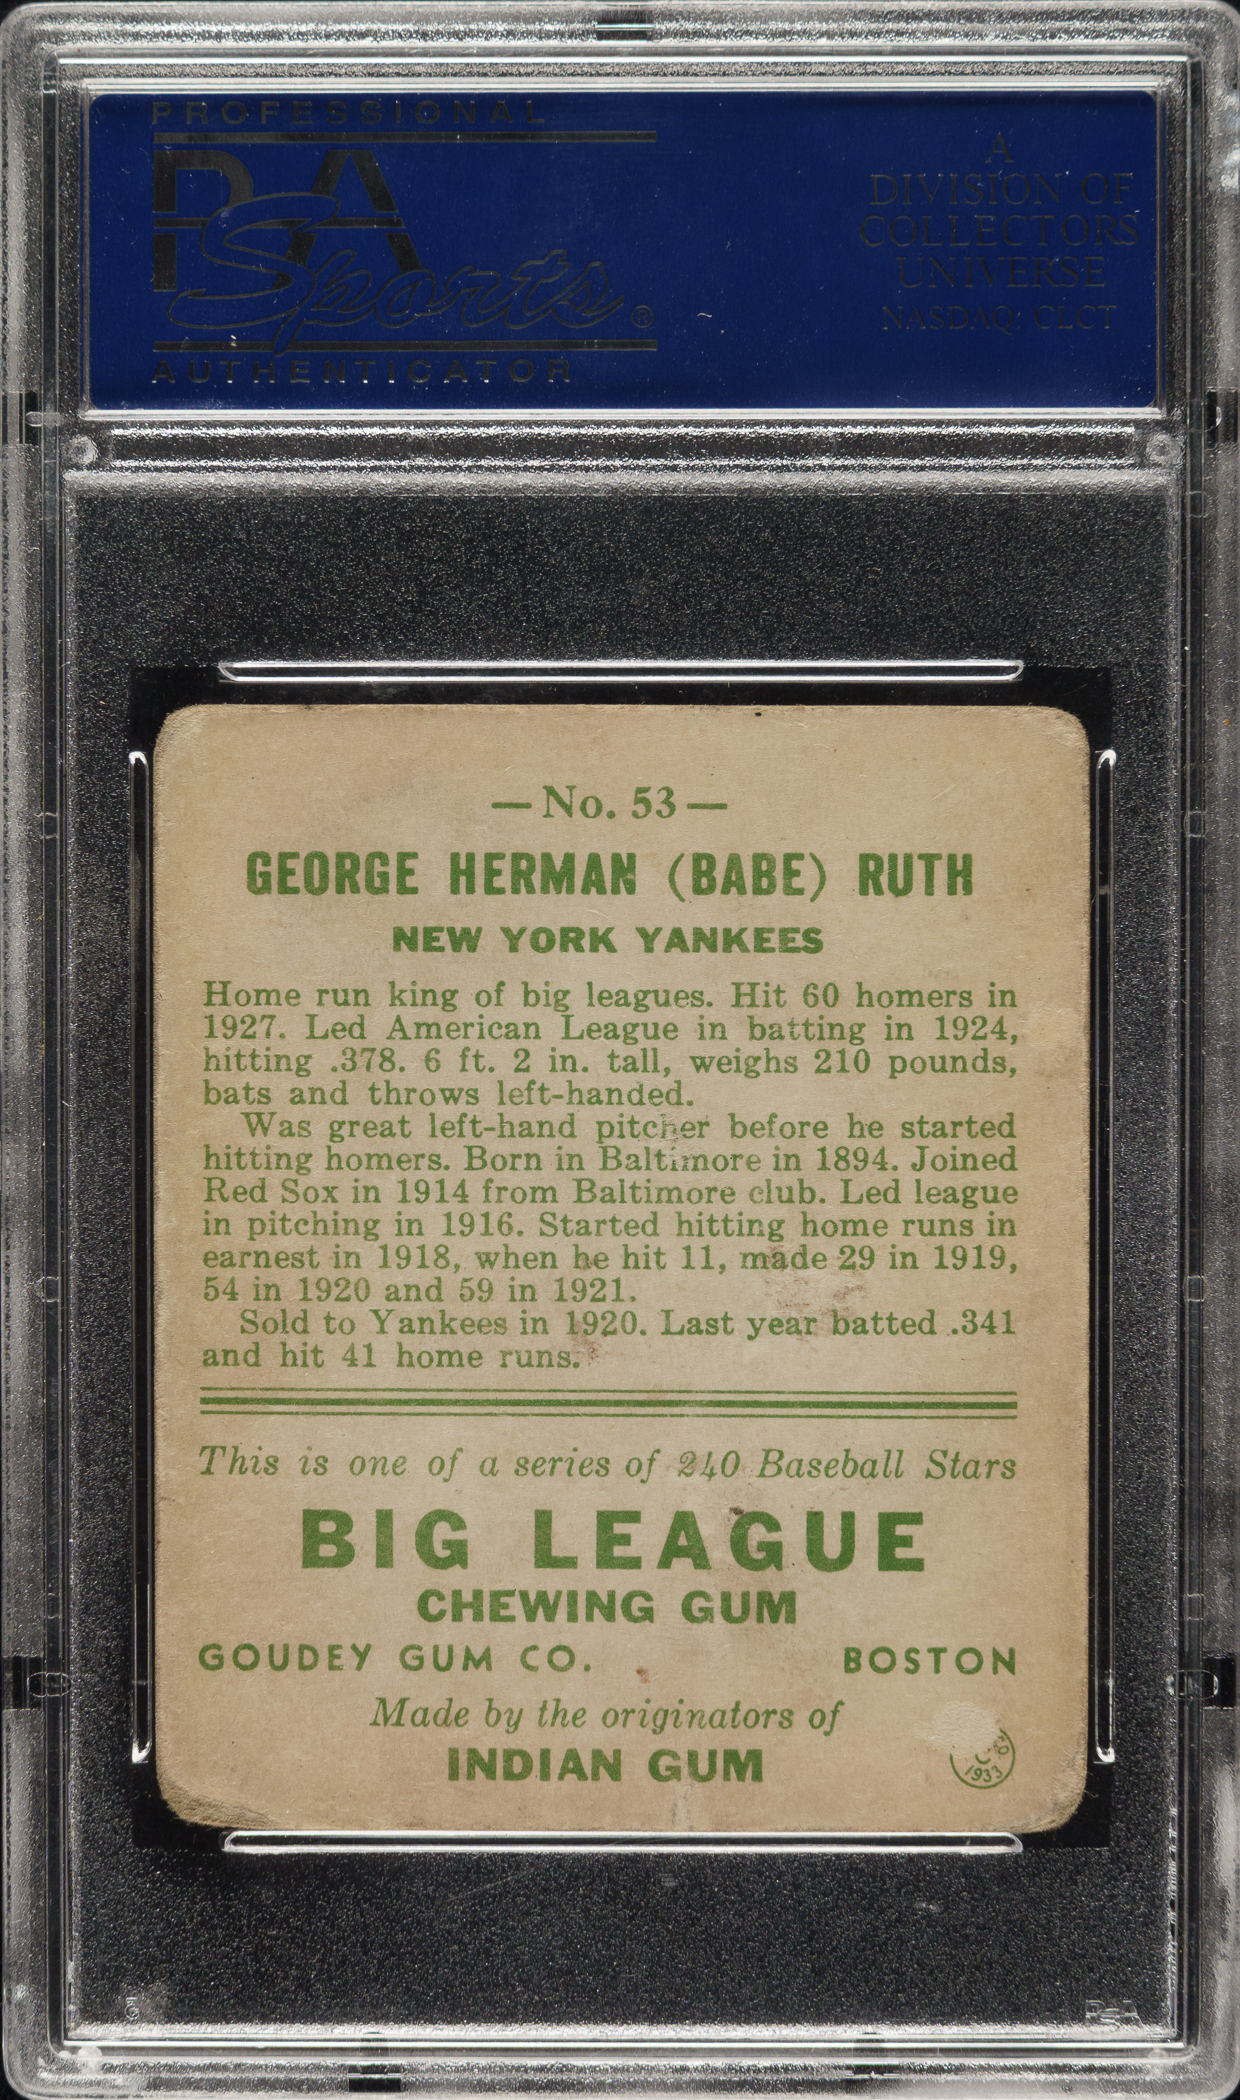 PROFESSIONAL
PSA
Sports®
AUTHENTICATOR
A
DIVISION OF
COLLECTORS
UNIVERSE
NASDAQ: CLCT
—No. 53—
GEORGE HERMAN (BABE) RUTH
NEW YORK YANKEES
Home run king of big leagues. Hit 60 homers in
1927. Led American League in batting in 1924,
hitting .378. 6 ft. 2 in. tall, weighs 210 pounds,
bats and throws left-handed.
Was great left-hand pitcher before he started
hitting homers. Born in Baltimore in 1894. Joined
Red Sox in 1914 from Baltimore club. Led league
in pitching in 1916. Started hitting home runs in
earnest in 1918, when he hit 11, made 29 in 1919,
54 in 1920 and 59 in 1921.
Sold to Yankees in 1920. Last year batted .341
and hit 41 home runs.
This is one of a series of 240 Baseball Stars
BIG LEAGUE
CHEWING GUM
GOUDEY GUM CO. BOSTON
Made by the originators of
INDIAN GUM
1933
PSA